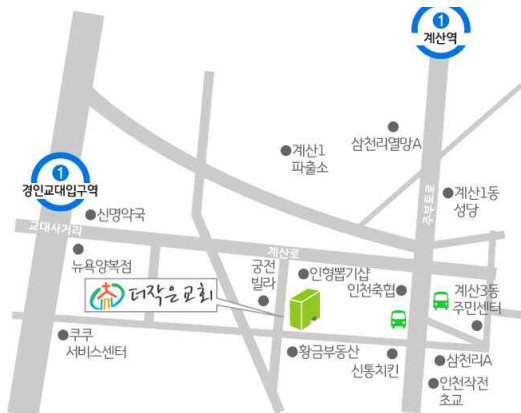 1
계산역
삼천리열망A
계산1
파출소
1
경인교대입구역
계산1동
성당
신명약국
주부토로
교대사거리
계산로
뉴욕양복점
궁전
빌라
인형뽑기샵
인천축협
계산3동
주민센터
더작은교회
쿠쿠
서비스센터
황금부동산
신통치킨
삼천리A
인천작전
초교